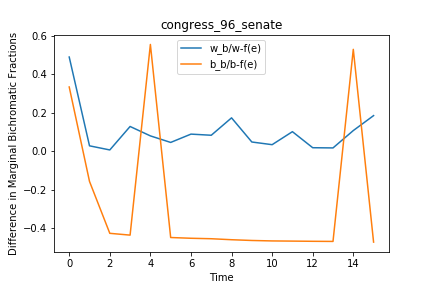 congress_96_senate
w_b/w-f(e)
b_b/b-f(e)
Difference in Marginal Bichromatic Fractions
0.6
0.4
0.2
0.0
−0.2
−0.4
0 2 4 6 8 10 12 14
Time